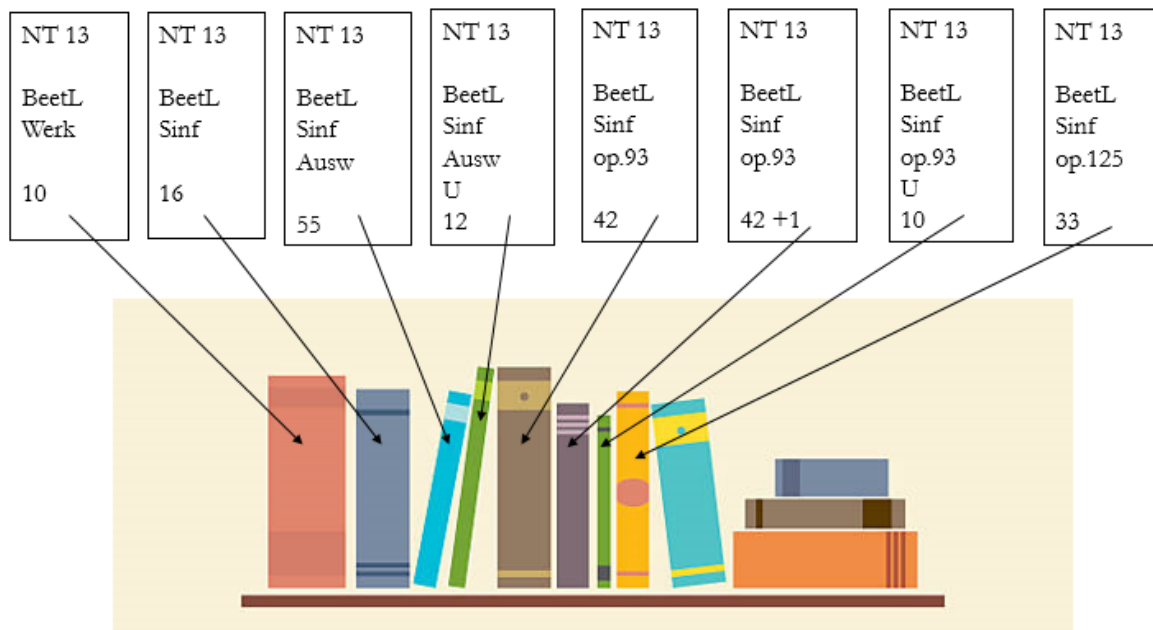 NT 13
BeetL
Werk
10
NT 13
BeetL
Sinf
16
NT 13
BeetL
Sinf
Ausw
55
NT 13
BeetL
Sinf
Ausw
U
12
NT 13
BeetL
Sinf
op.93
42
NT 13
BeetL
Sinf
op.93
42 +1
NT 13
BeetL
Sinf
op.93
U
10
NT 13
BeetL
Sinf
op.125
33